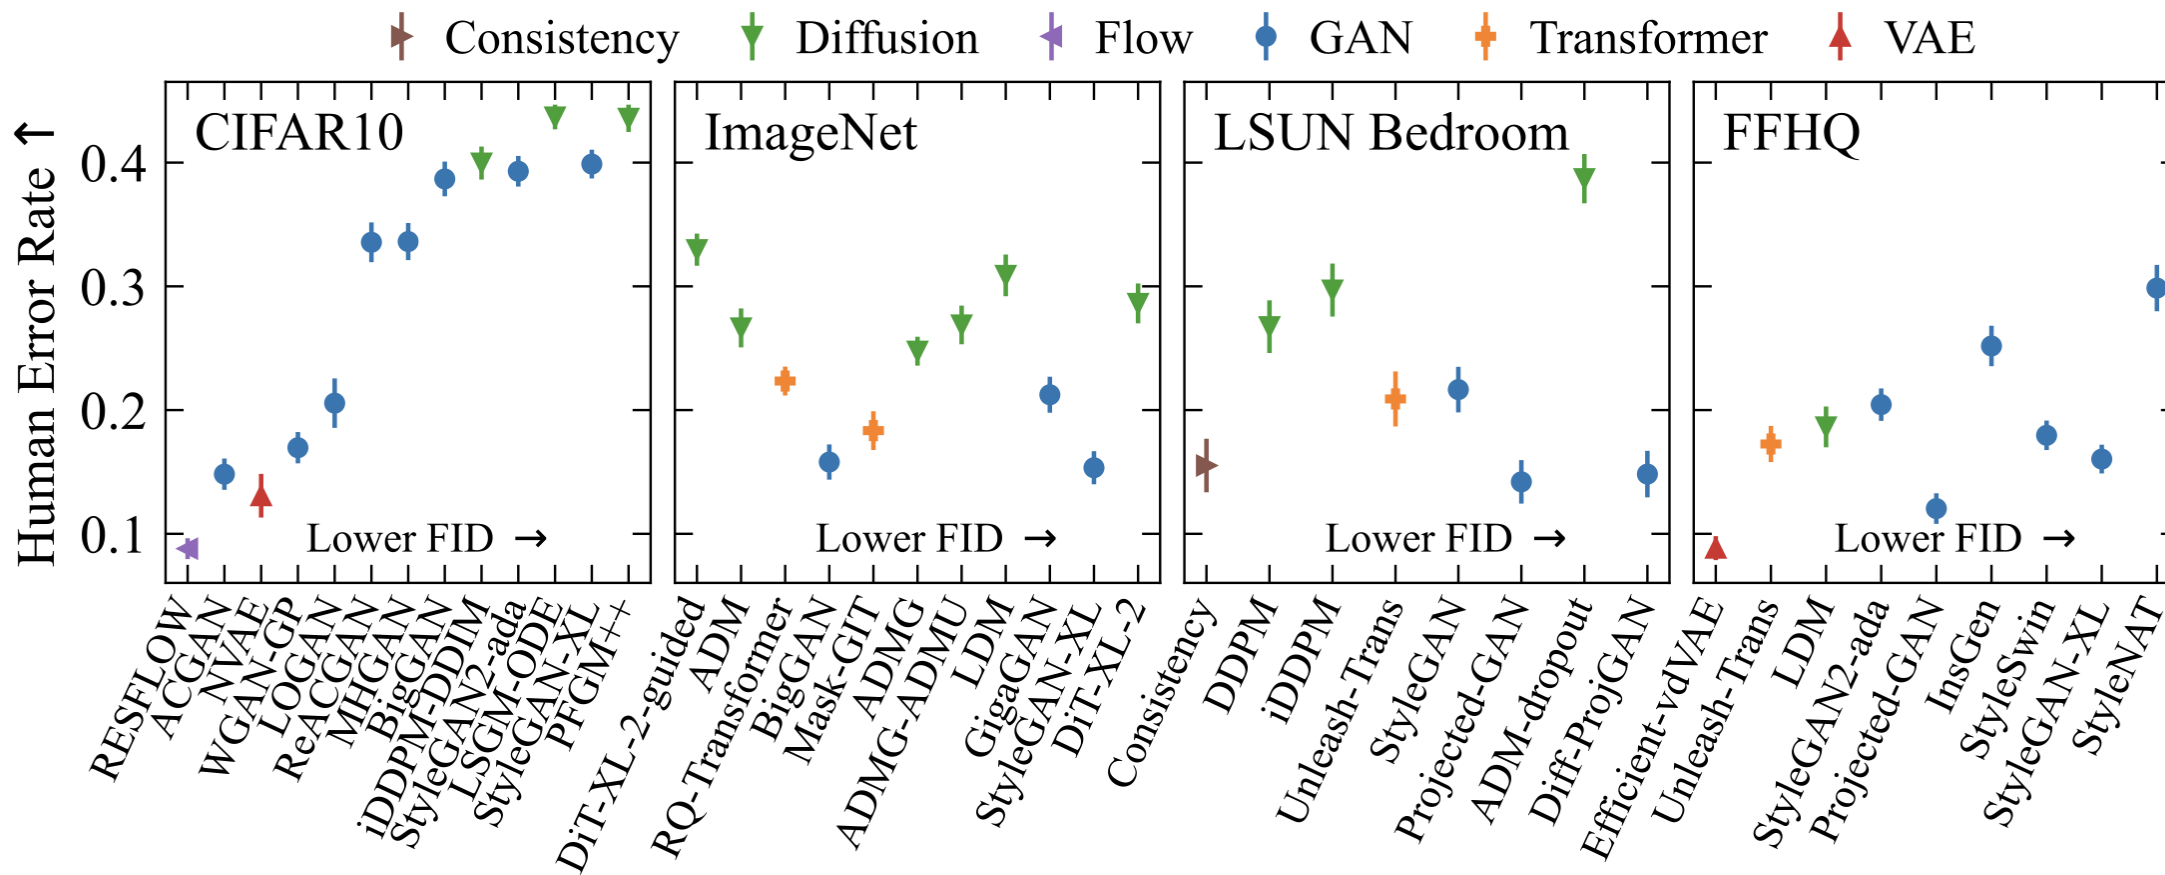 Consistency Diffusion Flow GAN Transformer VAE
Human Error Rate ↑
0.4
0.3
0.2
0.1
CIFAR10
Lower FID →
RESFLOW
ACGAN
NVAE
WGAN-GP
LOGAN
ReACGAN
MHGAN
BigGAN
iDDPM-DDIM
StyleGAN2-ada
LSGM-ODE
StyleGAN-XL
PFGM++
ImageNet
Lower FID →
DiT-XL-2-guided
ADM
RQ-Transformer
BigGAN
Mask-GIT
ADMG
ADMG-ADMU
LDM
GigaGAN
StyleGAN-XL
DiT-XL-2
LSUN Bedroom
Lower FID →
Consistency
DDPM
iDDPM
Unleash-Trans
StyleGAN
Projected-GAN
ADM-dropout
Diff-ProjGAN
FFHQ
Lower FID →
Efficient-vdVAE
Unleash-Trans
LDM
StyleGAN2-ada
Projected-GAN
InsGen
StyleSwin
StyleGAN-XL
StyleNAT